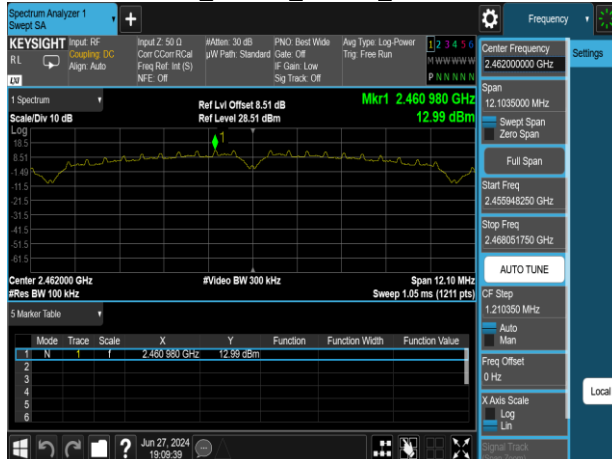 Spectrum Analyzer 1
Swept SA
+
Frequency
KEYSIGHT
RL
Input: RF
Coupling: DC
Align: Auto
Input Z: 50 Ω
Corr CCorr RCal
Freq Ref: Int (S)
NFE: Off
#Atten: 30 dB
µW Path: Standard
PNO: Best Wide
Gate: Off
IF Gain: Low
Sig Track: Off
Avg Type: Log-Power
Trig: Free Run
1 2 3 4 5 6
M W W W W W
P N N N N N
LXI
1 Spectrum
Scale/Div 10 dB
Ref Lvl Offset 8.51 dB
Ref Level 28.51 dBm
Mkr1 2.460 980 GHz
12.99 dBm
Log
18.5
8.51
-1.49
-11.5
-21.5
-31.5
-41.5
-51.5
-61.5
1
Center 2.462000 GHz
#Res BW 100 kHz
#Video BW 300 kHz
Span 12.10 MHz
Sweep 1.05 ms (1211 pts)
5 Marker Table
Mode Trace Scale X Y Function Function Width Function Value
1 N 1 f 2.460 980 GHz 12.99 dBm
2
3
4
5
6
Jun 27, 2024
19:09:39
Center Frequency
2.462000000 GHz
Span
12.1035000 MHz
Swept Span
Zero Span
Full Span
Start Freq
2.455948250 GHz
Stop Freq
2.468051750 GHz
AUTO TUNE
CF Step
1.210350 MHz
Auto
Man
Freq Offset
0 Hz
X Axis Scale
Log
Lin
Signal Track
Settings
Local